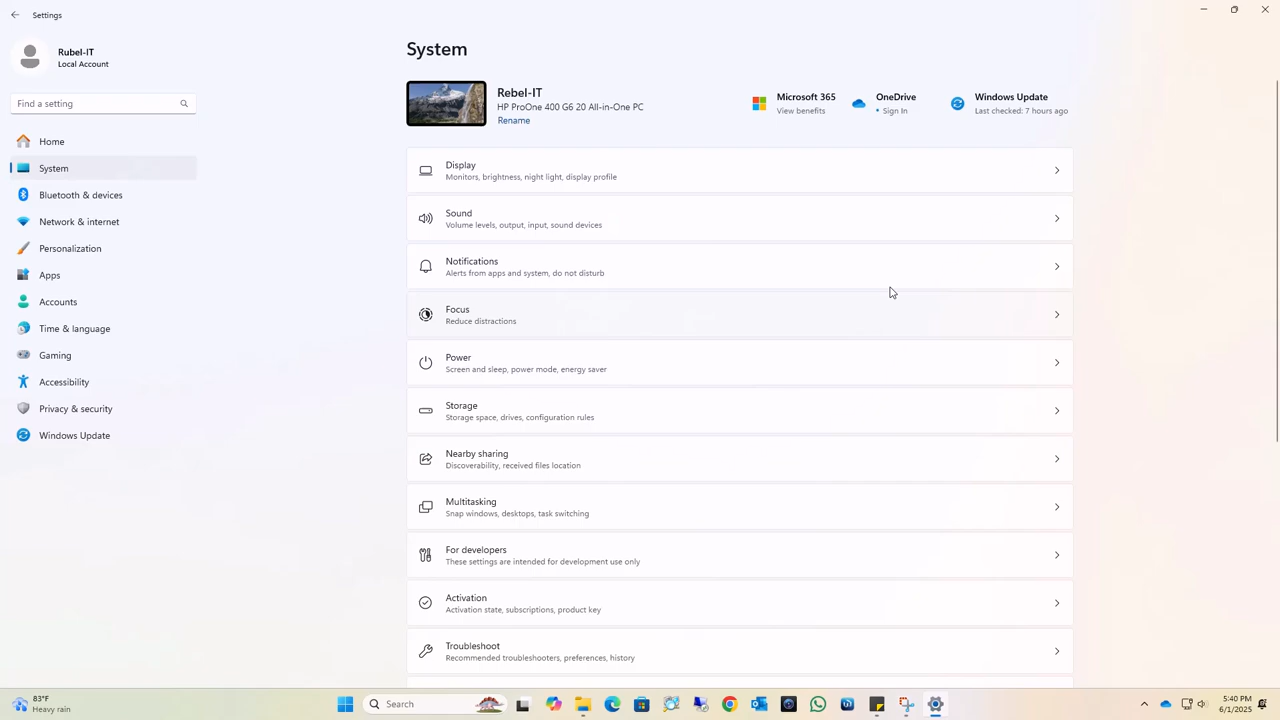 Settings
Rubel-IT
Local Account
Find a setting
Home
System
Bluetooth & devices
Network & internet
Personalization
Apps
Accounts
Time & language
Gaming
Accessibility
Privacy & security
Windows Update
System
Rebel-IT
HP ProOne 400 G6 20 All-in-One PC
Rename
Microsoft 365
View benefits
OneDrive
• Sign In
Windows Update
Last checked: 7 hours ago
Display
Monitors, brightness, night light, display profile
Sound
Volume levels, output, input, sound devices
Notifications
Alerts from apps and system, do not disturb
Focus
Reduce distractions
Power
Screen and sleep, power mode, energy saver
Storage
Storage space, drives, configuration rules
Nearby sharing
Discoverability, received files location
Multitasking
Snap windows, desktops, task switching
For developers
These settings are intended for development use only
Activation
Activation state, subscriptions, product key
Troubleshoot
Recommended troubleshooters, preferences, history
83°F
Heavy rain
Search
5:40 PM
6/1/2025